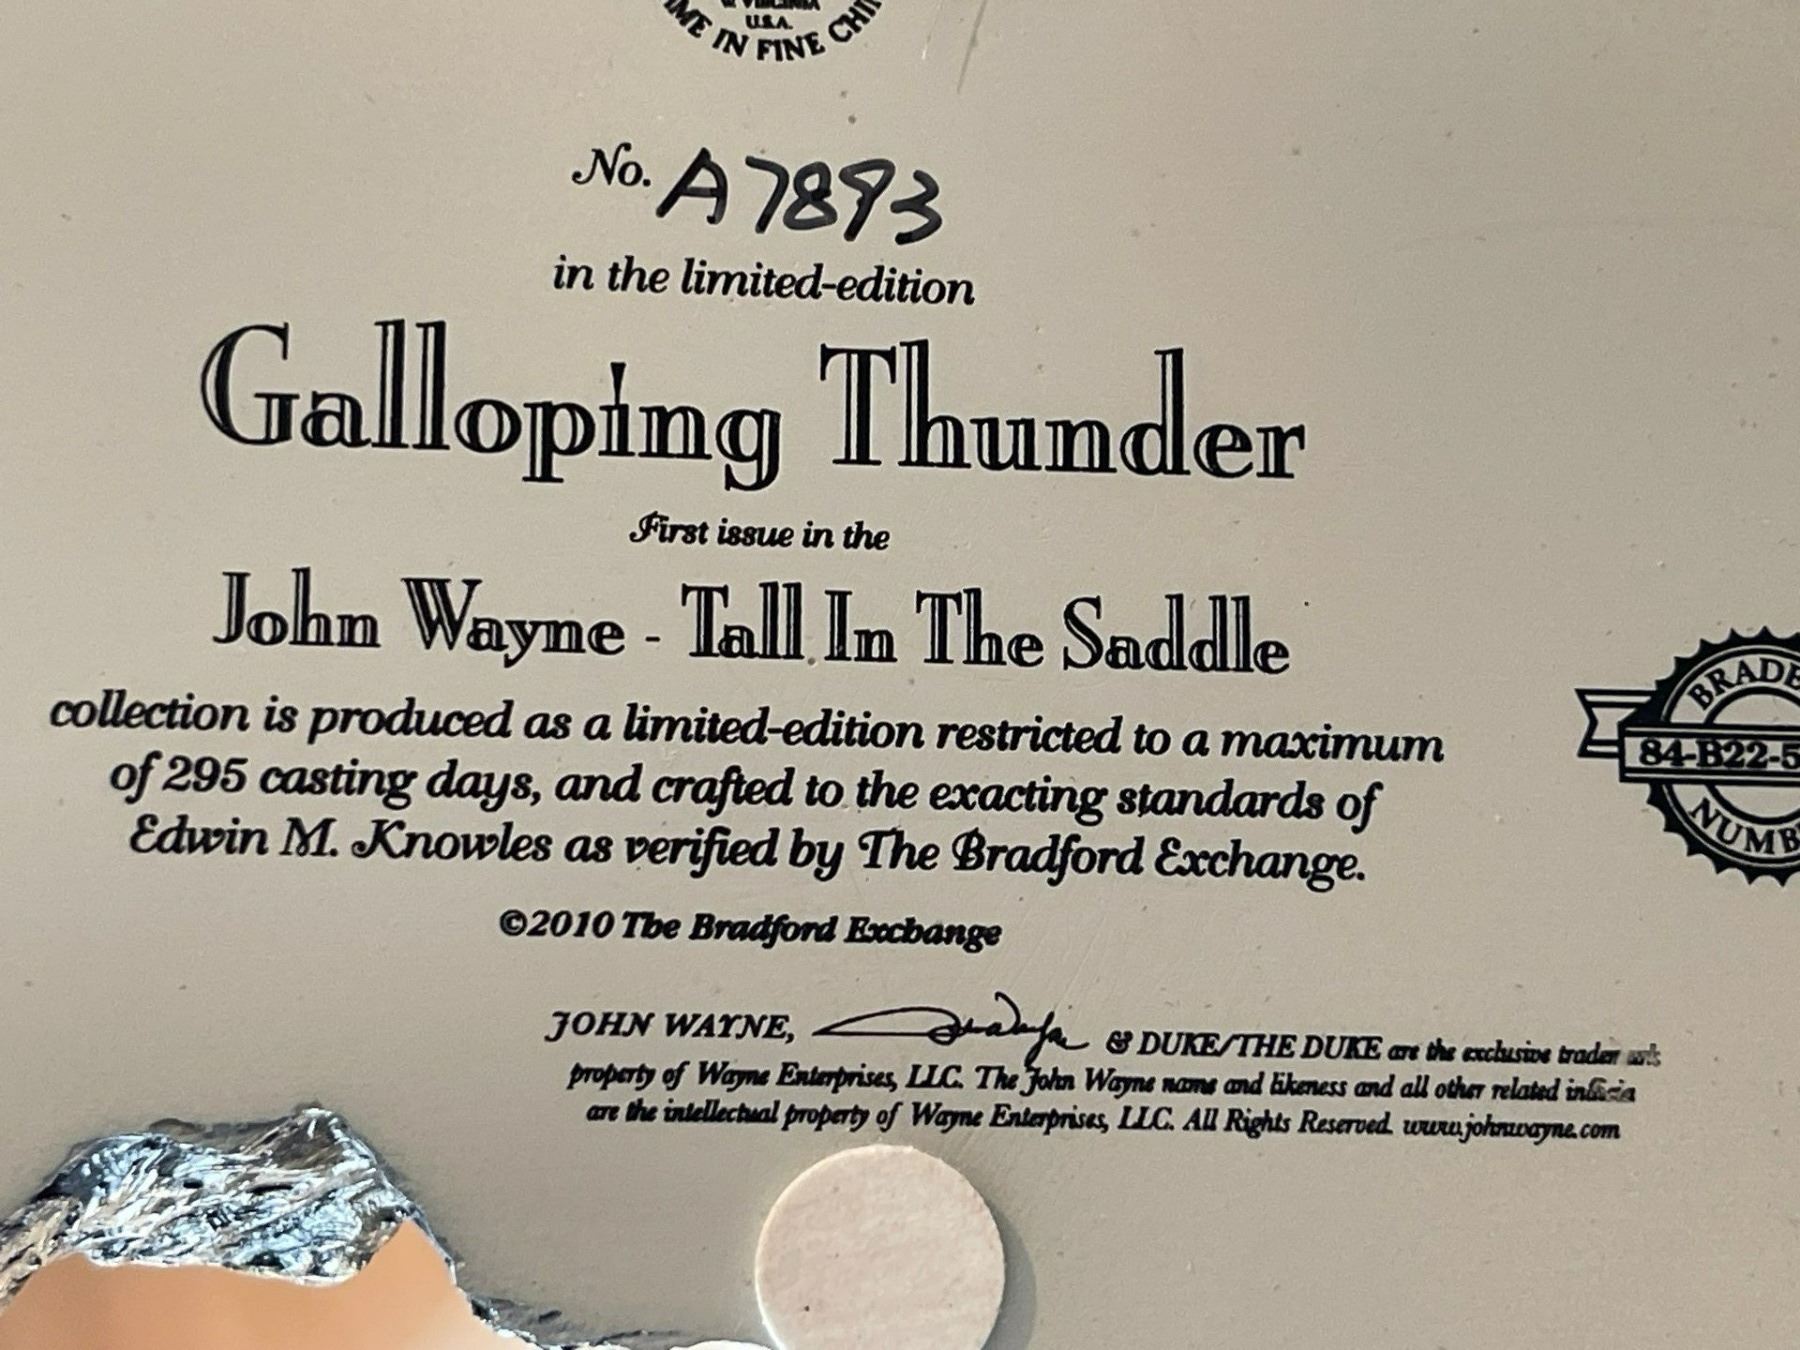 U.S.A.
IN FINE
No. A7893
in the limited-edition
Galloping Thunder
First issue in the
John Wayne - Tall In The Saddle
collection is produced as a limited-edition restricted to a maximum
of 295 casting days, and crafted to the exacting standards of
Edwin M. Knowles as verified by The Bradford Exchange.
©2010 The Bradford Exchange
JOHN WAYNE, John Wayne & DUKE/THE DUKE are the exclusive
property of Wayne Enterprises, LLC. The John Wayne name and likeness and all other related
are the intellectual property of Wayne Enterprises, LLC. All Rights Reserved. www.johnwayne.com
BRADE
84-B22-5
NUMB